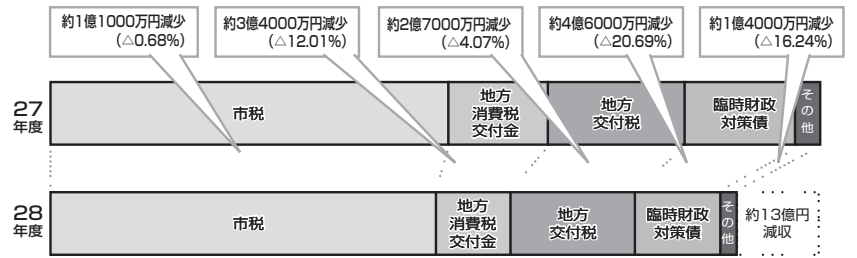 約1億1000万円減少
(△0.68%)
約3億4000万円減少
(△12.01%)
約2億7000万円減少
(△4.07%)
約4億6000万円減少
(△20.69%)
約1億4000万円減少
(△16.24%)
27
年度
市税
地方
消費税
交付金
地方
交付税
臨時財政
対策債
その他
28
年度
市税
地方
消費税
交付金
地方
交付税
臨時財政
対策債
その他
約13億円
減収